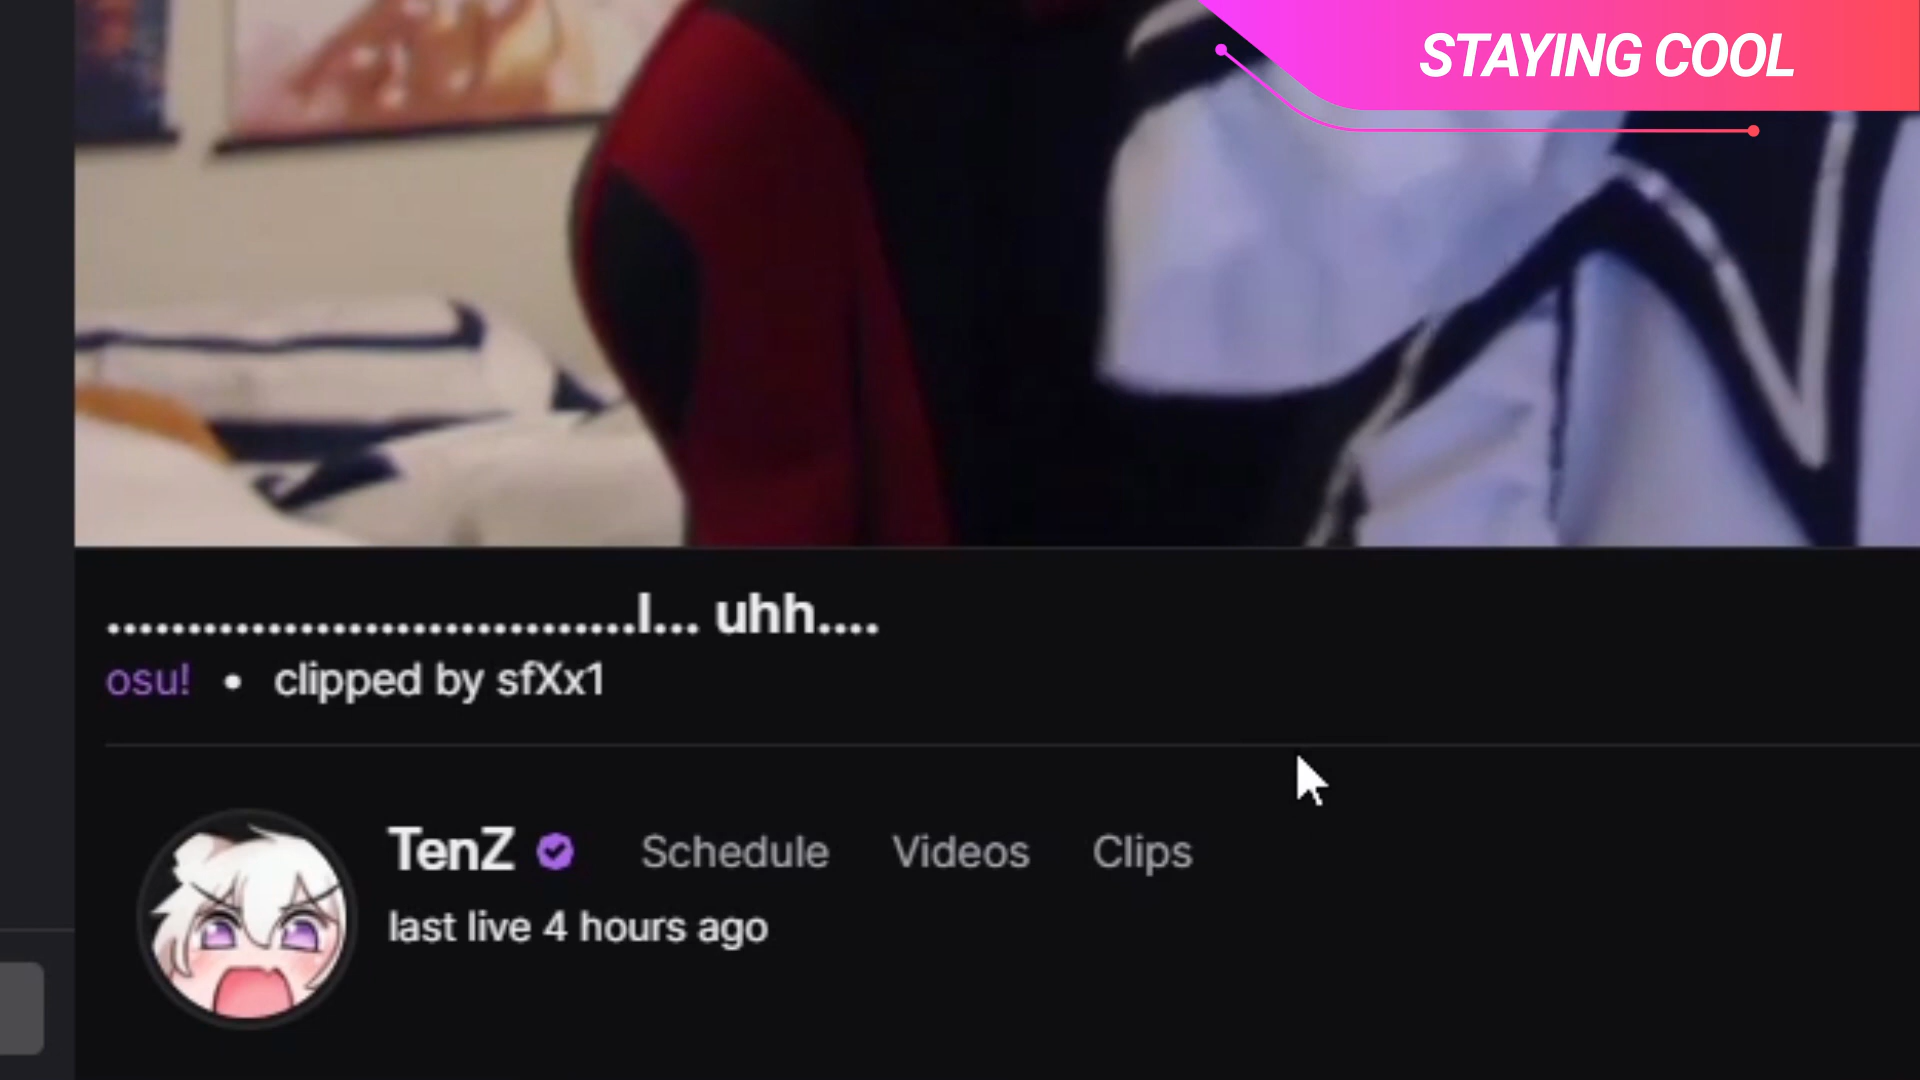 STAYING COOL
.................................I... uhh....
osu! • clipped by sfXx1
TenZ Schedule Videos Clips
last live 4 hours ago